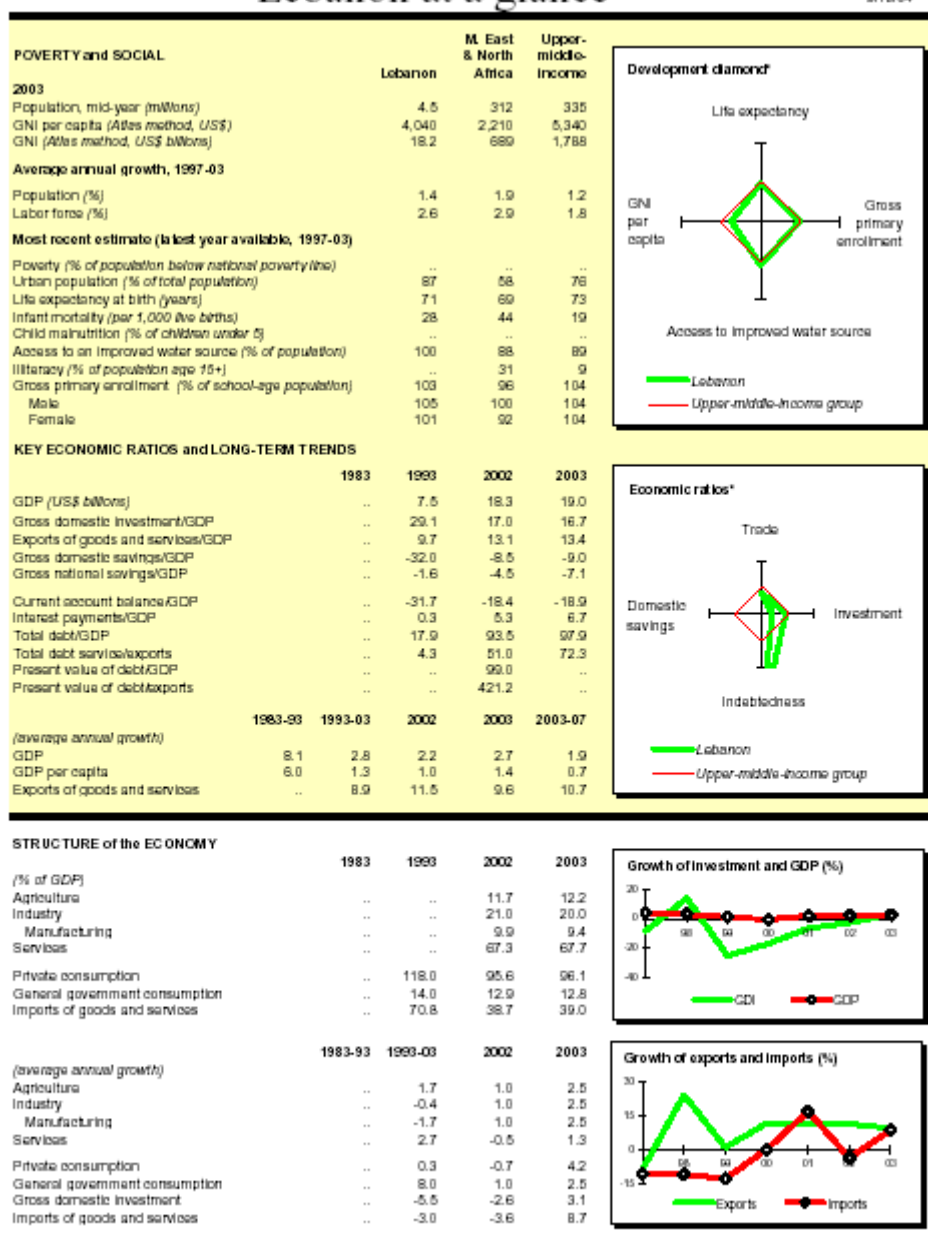 Lebanon at a glance
POVERTY and SOCIAL
Lebanon
M. East & North Africa
Upper-middle-income
2003
Population, mid-year (millions) 4.5 312 335
GNI per capita (Atlas method, US$) 4,040 2,210 5,340
GNI (Atlas method, US$ billions) 18.2 689 1,788
Average annual growth, 1997-03
Population (%) 1.4 1.9 1.2
Labor force (%) 2.6 2.9 1.8
Most recent estimate (latest year available, 1997-03)
Poverty (% of population below national poverty line) .. .. ..
Urban population (% of total population) 87 58 76
Life expectancy at birth (years) 71 69 73
Infant mortality (per 1,000 live births) 28 44 19
Child malnutrition (% of children under 5) .. .. ..
Access to an improved water source (% of population) 100 88 89
Illiteracy (% of population age 15+) .. 31 9
Gross primary enrollment (% of school-age population) 103 96 104
Male 105 100 104
Female 101 92 104
Development diamond*
Life expectancy
GNI per capita
Gross primary enrollment
Access to improved water source
Lebanon
Upper-middle-income group
KEY ECONOMIC RATIOS and LONG-TERM TRENDS
1983 1993 2002 2003
GDP (US$ billions) .. 7.5 18.3 19.0
Gross domestic investment/GDP .. 29.1 17.0 16.7
Exports of goods and services/GDP .. 9.7 13.1 13.4
Gross domestic savings/GDP .. -32.0 -8.5 -9.0
Gross national savings/GDP .. -1.6 -4.5 -7.1
Current account balance/GDP .. -31.7 -18.4 -18.9
Interest payments/GDP .. 0.3 5.3 6.7
Total debt/GDP .. 17.9 93.5 97.9
Total debt service/exports .. 4.3 51.0 72.3
Present value of debt/GDP .. .. 99.0 ..
Present value of debt/exports .. .. 421.2 ..
1983-93 1993-03 2002 2003 2003-07
(average annual growth)
GDP 8.1 2.8 2.2 2.7 1.9
GDP per capita 6.0 1.3 1.0 1.4 0.7
Exports of goods and services .. 8.9 11.5 9.6 10.7
Economic ratios*
Trade
Domestic savings
Investment
Indebtedness
Lebanon
Upper-middle-income group
STRUCTURE of the ECONOMY
1983 1993 2002 2003
(% of GDP)
Agriculture .. .. 11.7 12.2
Industry .. .. 21.0 20.0
Manufacturing .. .. 9.9 9.4
Services .. .. 67.3 67.7
Private consumption .. 118.0 95.6 96.1
General government consumption .. 14.0 12.9 12.8
Imports of goods and services .. 70.8 38.7 39.0
1983-93 1993-03 2002 2003
(average annual growth)
Agriculture .. 1.7 1.0 2.5
Industry .. -0.4 1.0 2.5
Manufacturing .. -1.7 1.0 2.5
Services .. 2.7 -0.5 1.3
Private consumption .. 0.3 -0.7 4.2
General government consumption .. 8.0 1.0 2.5
Gross domestic investment .. -5.5 -2.6 3.1
Imports of goods and services .. -3.0 -3.6 8.7
Growth of investment and GDP (%)
20
0
-20
-40
98 99 00 01 02 03
GDI GDP
Growth of exports and imports (%)
30
15
0
-15
98 99 00 01 02 03
Exports Imports